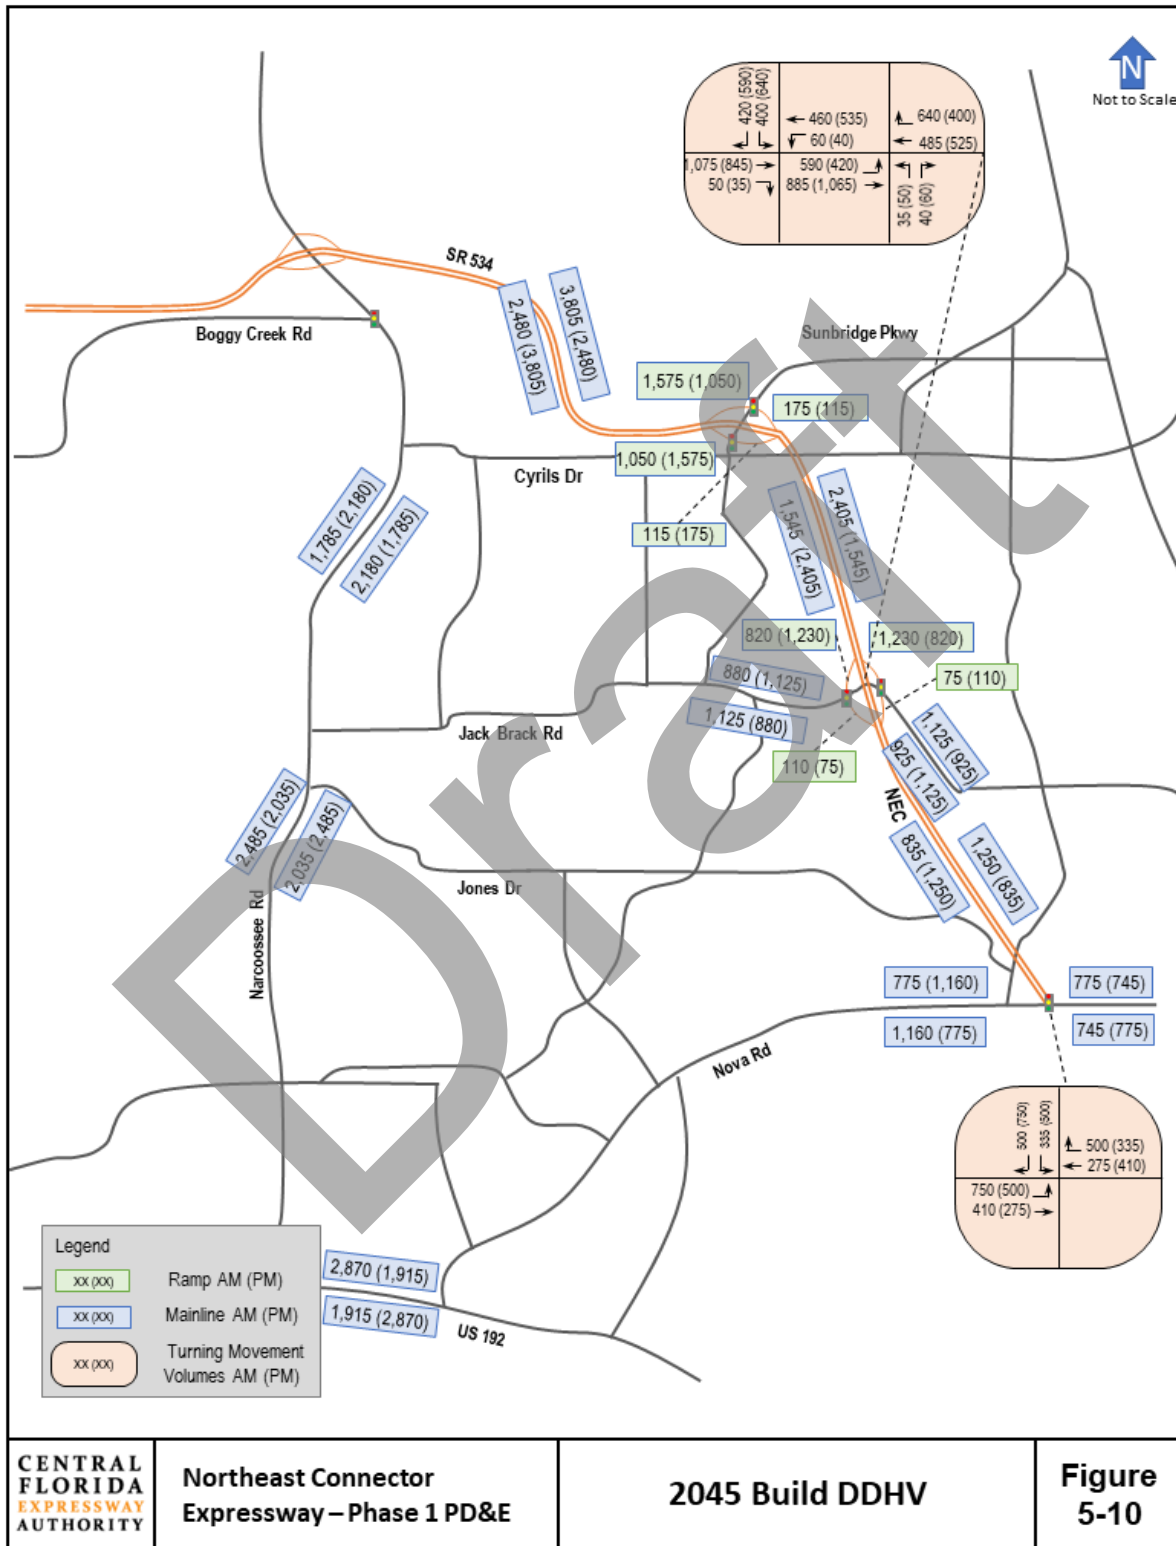 N
Not to Scale
420 (590)
400 (640)
460 (535)
60 (40)
640 (400)
485 (525)
1,075 (845)
50 (35)
590 (420)
885 (1,065)
35 (50)
40 (60)
SR 534
3,805 (2,480)
2,480 (3,805)
Boggy Creek Rd
Sunbridge Pkwy
1,575 (1,050)
175 (115)
1,050 (1,575)
Cyrils Dr
1,785 (2,180)
2,180 (1,785)
115 (175)
1,545 (2,405)
2,405 (1,545)
820 (1,230)
1,230 (820)
880 (1,125)
75 (110)
1,125 (880)
Jack Brack Rd
110 (75)
925 (1,125)
1,125 (925)
NEC
2,485 (2,035)
2,035 (2,485)
835 (1,250)
1,250 (835)
Jones Dr
Narcoossee Rd
775 (1,160)
775 (745)
1,160 (775)
745 (775)
Nova Rd
500 (750)
335 (500)
500 (335)
275 (410)
750 (500)
410 (275)
Draft
Legend
XX (XX)
Ramp AM (PM)
XX (XX)
Mainline AM (PM)
XX (XX)
Turning Movement
Volumes AM (PM)
2,870 (1,915)
1,915 (2,870)
US 192
CENTRAL
FLORIDA
EXPRESSWAY
AUTHORITY
Northeast Connector
Expressway – Phase 1 PD&E
2045 Build DDHV
Figure
5-10